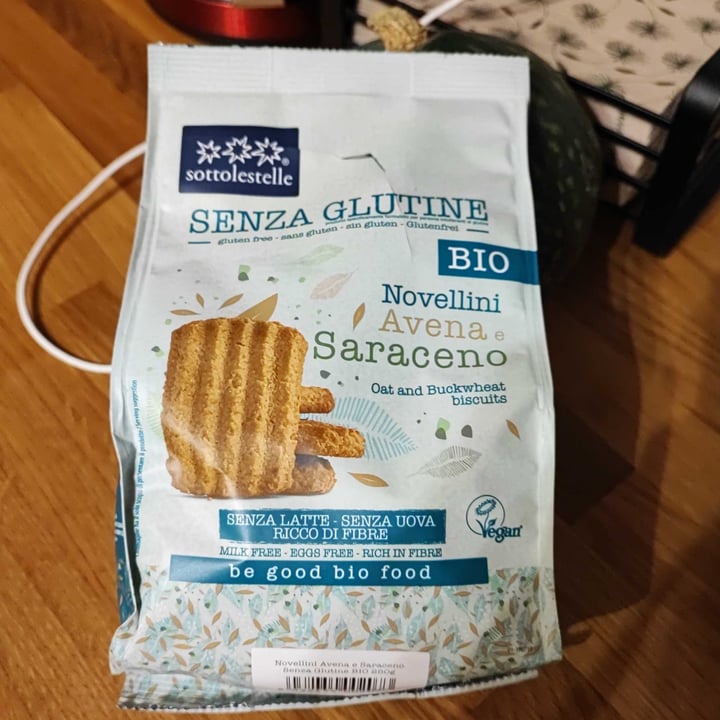 sottolestelle
SENZA GLUTINE
gluten free - sans gluten - sin gluten - Glutenfrei
BIO
Novellini
Avena e
Saraceno
Oat and Buckwheat
biscuits
SENZA LATTE - SENZA UOVA
RICCO DI FIBRE
MILK FREE - EGGS FREE - RICH IN FIBRE
Vegan
be good bio food
Novellini Avena e Saraceno
Senza Glutine BIO 250g